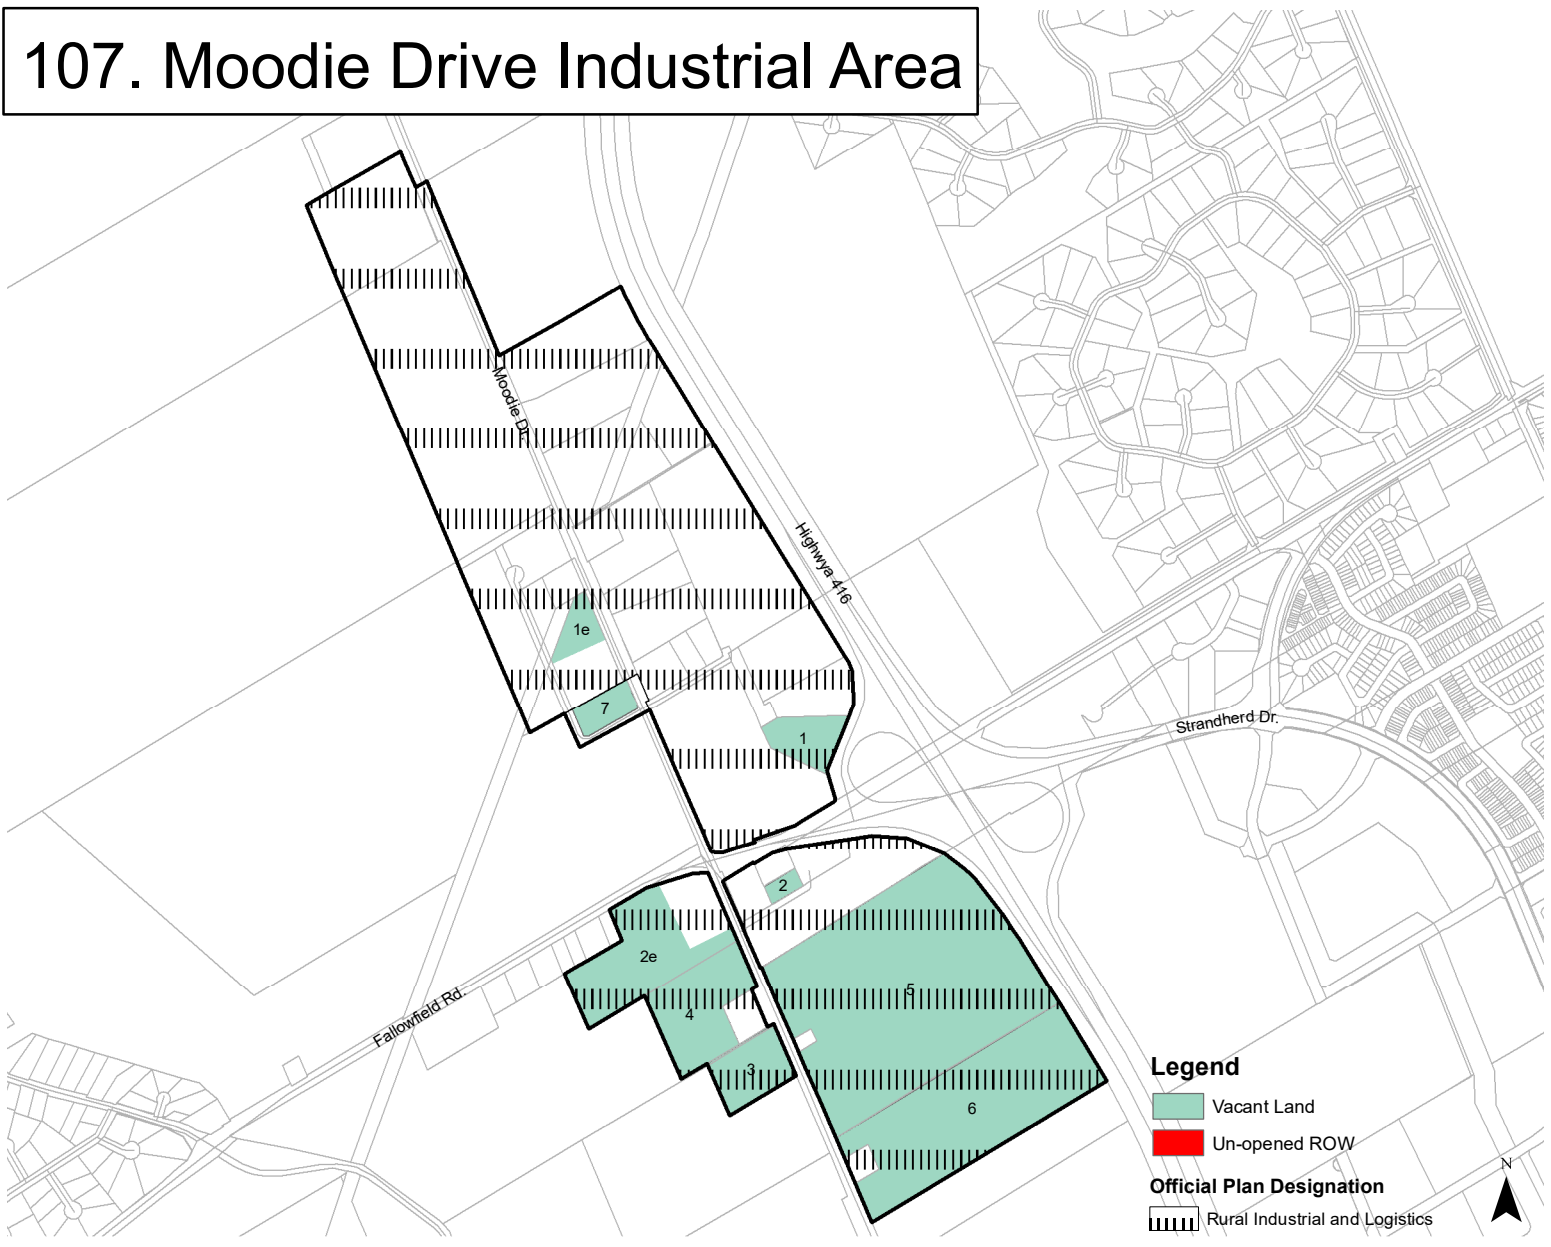 107. Moodie Drive Industrial Area
Moodie Dr.
Highwya 416
1e
7
1
Strandherd Dr.
2
2e
5
4
Fallowfield Rd.
3
6
Legend
Vacant Land
Un-opened ROW
Official Plan Designation
Rural Industrial and Logistics
N